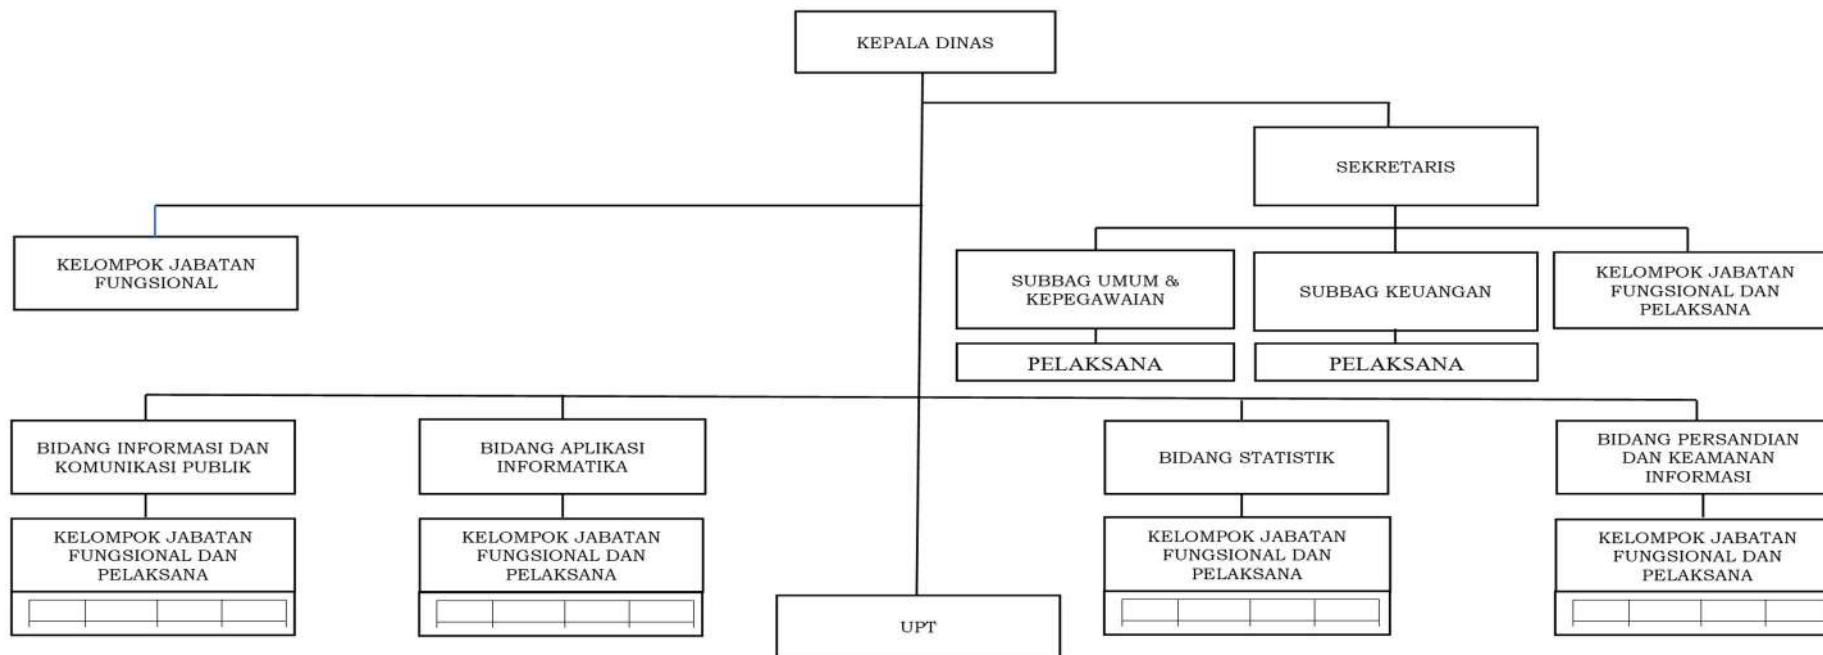 KEPALA DINAS
SEKRETARIS
KELOMPOK JABATAN
FUNGSIONAL
SUBBAG UMUM &
KEPEGAWAIAN
SUBBAG KEUANGAN
KELOMPOK JABATAN
FUNGSIONAL DAN
PELAKSANA
PELAKSANA
PELAKSANA
BIDANG INFORMASI DAN
KOMUNIKASI PUBLIK
BIDANG APLIKASI
INFORMATIKA
BIDANG STATISTIK
BIDANG PERSANDIAN
DAN KEAMANAN
INFORMASI
KELOMPOK JABATAN
FUNGSIONAL DAN
PELAKSANA
KELOMPOK JABATAN
FUNGSIONAL DAN
PELAKSANA
KELOMPOK JABATAN
FUNGSIONAL DAN
PELAKSANA
KELOMPOK JABATAN
FUNGSIONAL DAN
PELAKSANA
UPT